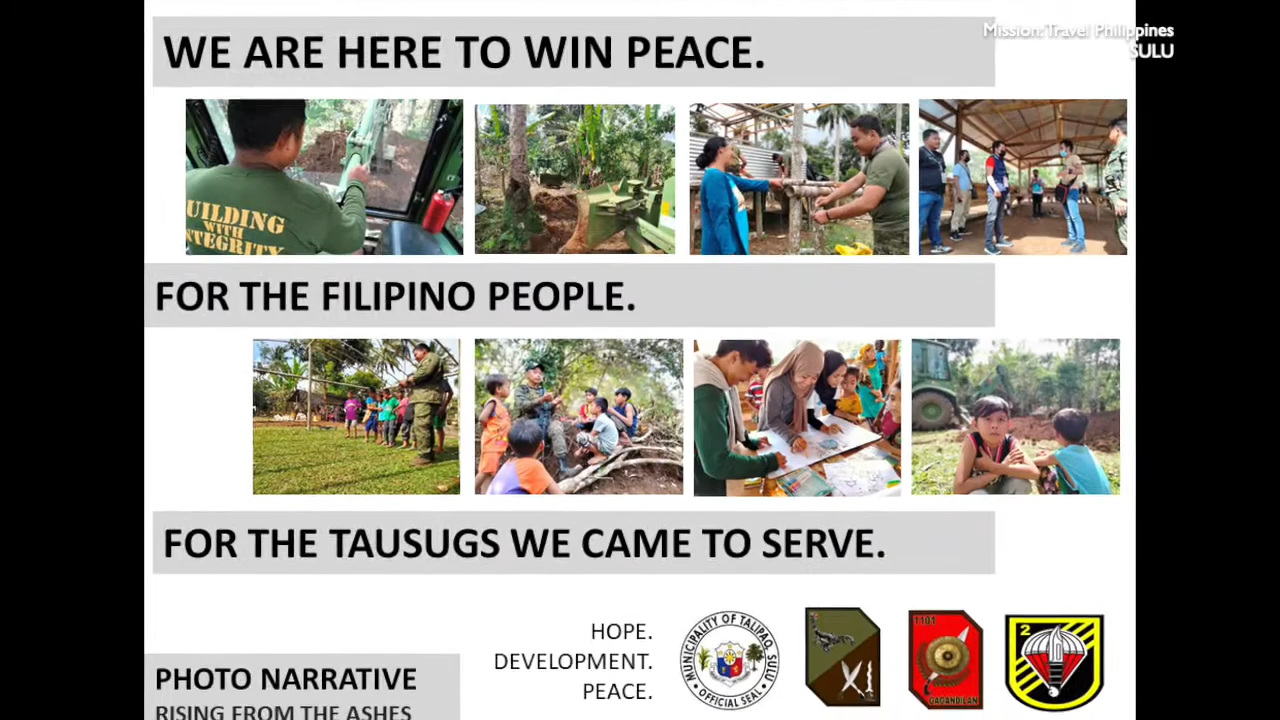 Mission: Travel Philippines
SULU
WE ARE HERE TO WIN PEACE.
UILDING
WITH
NTEGRITY
FOR THE FILIPINO PEOPLE.
FOR THE TAUSUGS WE CAME TO SERVE.
HOPE.
DEVELOPMENT.
PEACE.
MUNICIPALITY OF TALIPAO, SULU
OFFICIAL SEAL
1101
GAGANDILAN
2
PHOTO NARRATIVE
RISING FROM THE ASHES